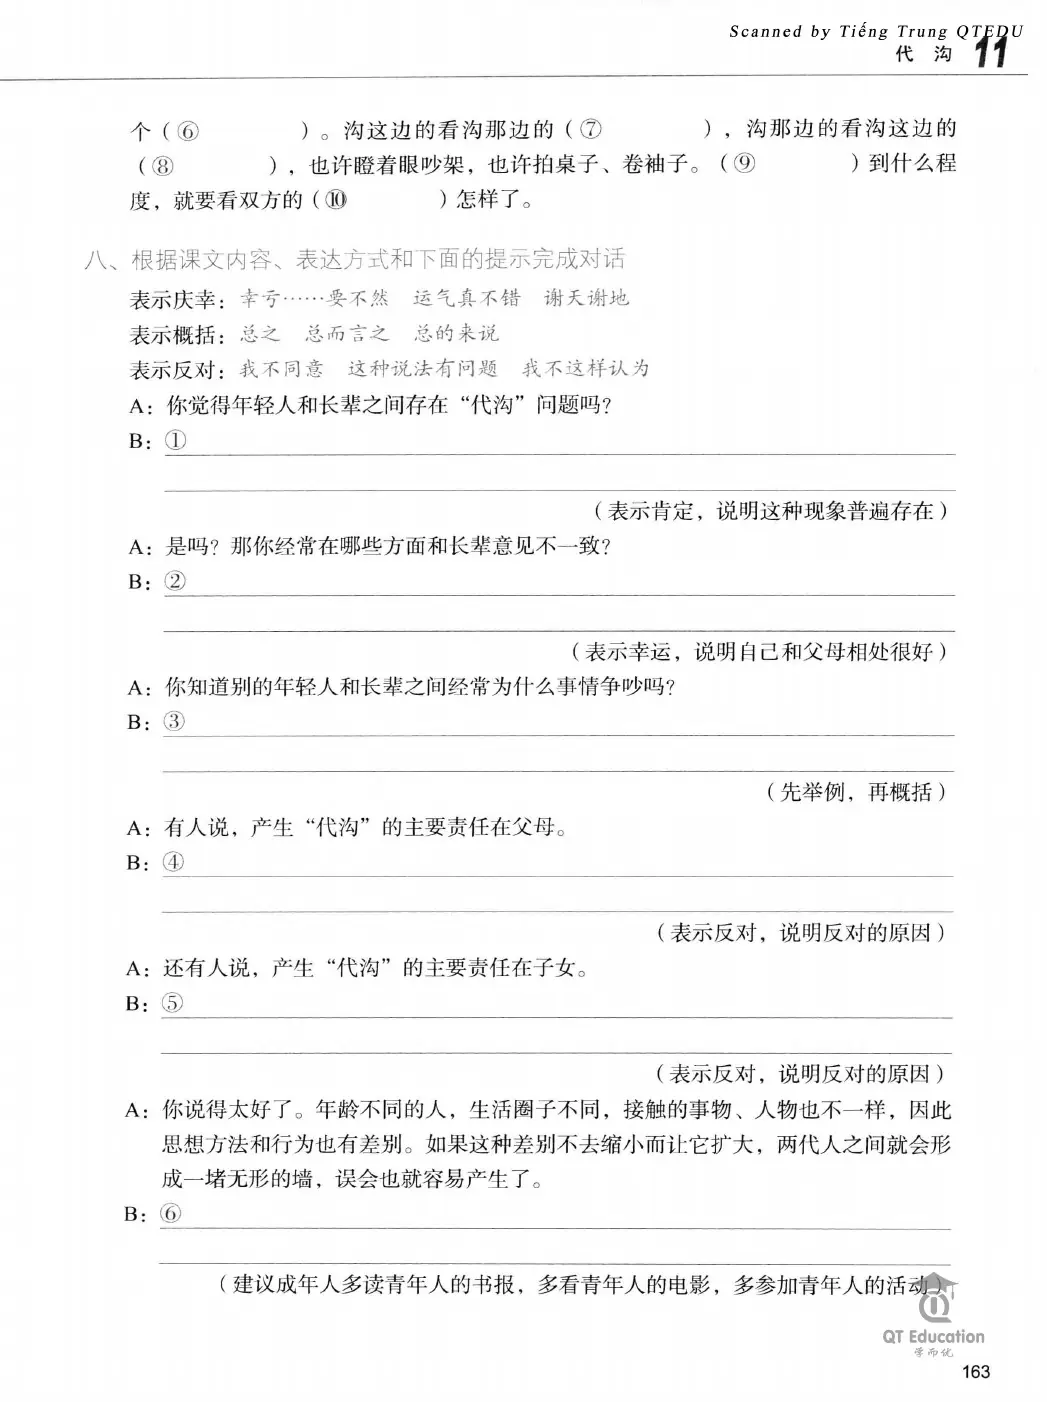 Scanned by Tiếng Trung QTEDU
代 沟 11
个（⑥ ）。沟这边的看沟那边的（⑦ ），沟那边的看沟这边的
（⑧ ），也许瞪着眼吵架，也许拍桌子、卷袖子。（⑨ ）到什么程
度，就要看双方的（⑩ ）怎样了。
八、根据课文内容、表达方式和下面的提示完成对话
表示庆幸：幸亏……要不然 运气真不错 谢天谢地
表示概括：总之 总而言之 总的来说
表示反对：我不同意 这种说法有问题 我不这样认为
A：你觉得年轻人和长辈之间存在“代沟”问题吗？
B：①
（表示肯定，说明这种现象普遍存在）
A：是吗？那你经常在哪些方面和长辈意见不一致？
B：②
（表示幸运，说明自己和父母相处很好）
A：你知道别的年轻人和长辈之间经常为什么事情争吵吗？
B：③
（先举例，再概括）
A：有人说，产生“代沟”的主要责任在父母。
B：④
（表示反对，说明反对的原因）
A：还有人说，产生“代沟”的主要责任在子女。
B：⑤
（表示反对，说明反对的原因）
A：你说得太好了。年龄不同的人，生活圈子不同，接触的事物、人物也不一样，因此
思想方法和行为也有差别。如果这种差别不去缩小而让它扩大，两代人之间就会形
成一堵无形的墙，误会也就容易产生了。
B：⑥
（建议成年人多读青年人的书报，多看青年人的电影，多参加青年人的活动）
QT Education
学而优
163